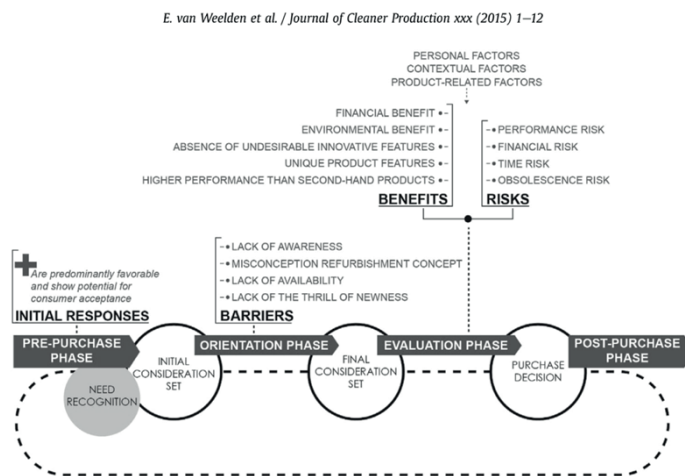 E. van Weelden et al. / Journal of Cleaner Production xxx (2015) 1–12
PERSONAL FACTORS
CONTEXTUAL FACTORS
PRODUCT-RELATED FACTORS
FINANCIAL BENEFIT
ENVIRONMENTAL BENEFIT
ABSENCE OF UNDESIRABLE INNOVATIVE FEATURES
UNIQUE PRODUCT FEATURES
HIGHER PERFORMANCE THAN SECOND-HAND PRODUCTS
BENEFITS
PERFORMANCE RISK
FINANCIAL RISK
TIME RISK
OBSOLESCENCE RISK
RISKS
Are predominantly favorable
and show potential for
consumer acceptance
INITIAL RESPONSES
LACK OF AWARENESS
MISCONCEPTION REFURBISHMENT CONCEPT
LACK OF AVAILABILITY
LACK OF THE THRILL OF NEWNESS
BARRIERS
PRE-PURCHASE
PHASE
NEED
RECOGNITION
INITIAL
CONSIDERATION
SET
ORIENTATION PHASE
FINAL
CONSIDERATION
SET
EVALUATION PHASE
PURCHASE
DECISION
POST-PURCHASE
PHASE